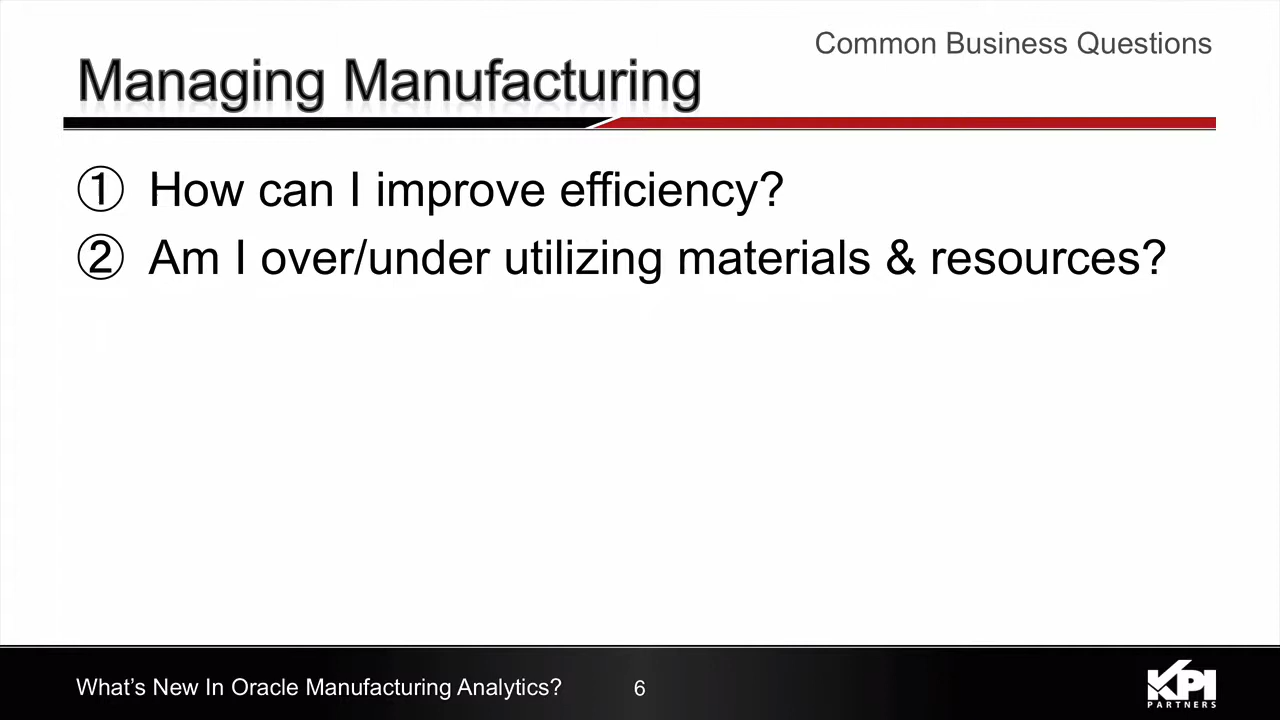 Common Business Questions
Managing Manufacturing
① How can I improve efficiency?
② Am I over/under utilizing materials & resources?
What’s New In Oracle Manufacturing Analytics?
6
KPI
PARTNERS